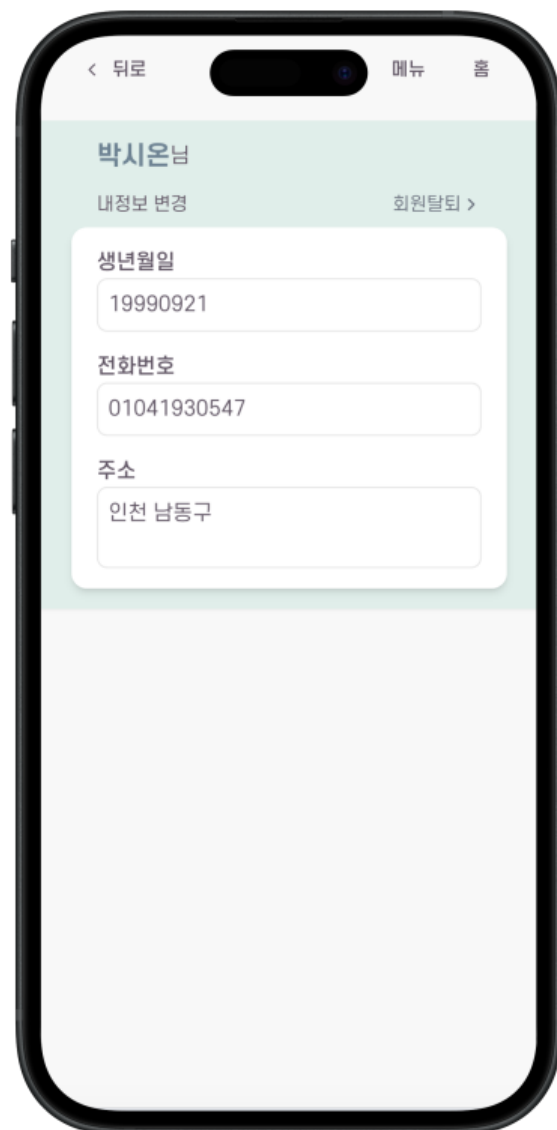 뒤로 메뉴 홈
박시온님
내정보 변경 회원탈퇴
생년월일
19990921
전화번호
01041930547
주소
인천 남동구